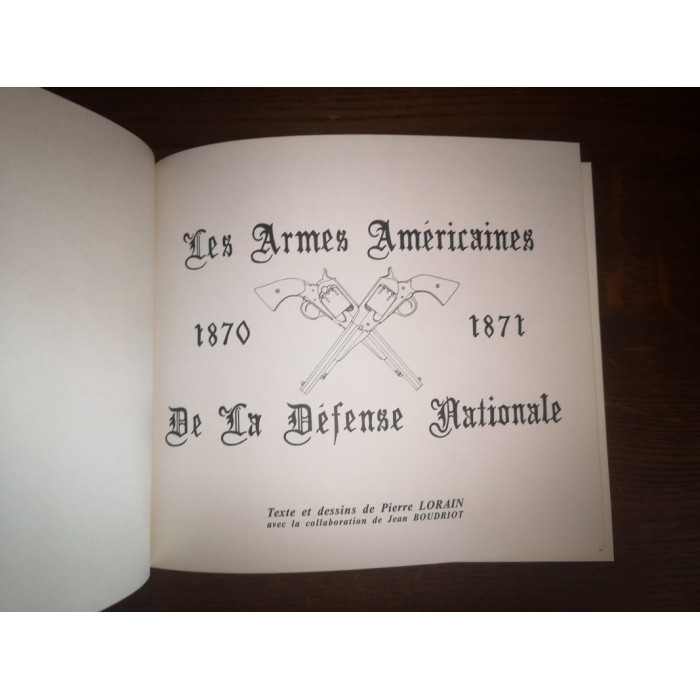 Les Armes Américaines
1870 1871
De La Défense Nationale
Texte et dessins de Pierre LORAIN
avec la collaboration de Jean BOUDRIOT